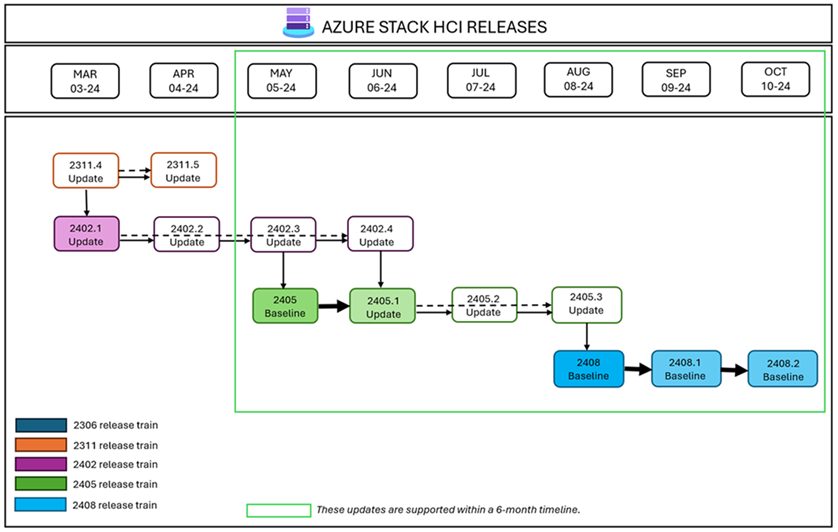 AZURE STACK HCI RELEASES
MAR
03-24
APR
04-24
MAY
05-24
JUN
06-24
JUL
07-24
AUG
08-24
SEP
09-24
OCT
10-24
2311.4
Update
2311.5
Update
2402.1
Update
2402.2
Update
2402.3
Update
2402.4
Update
2405
Baseline
2405.1
Update
2405.2
Update
2405.3
Update
2408
Baseline
2408.1
Baseline
2408.2
Baseline
2306 release train
2311 release train
2402 release train
2405 release train
2408 release train
These updates are supported within a 6-month timeline.